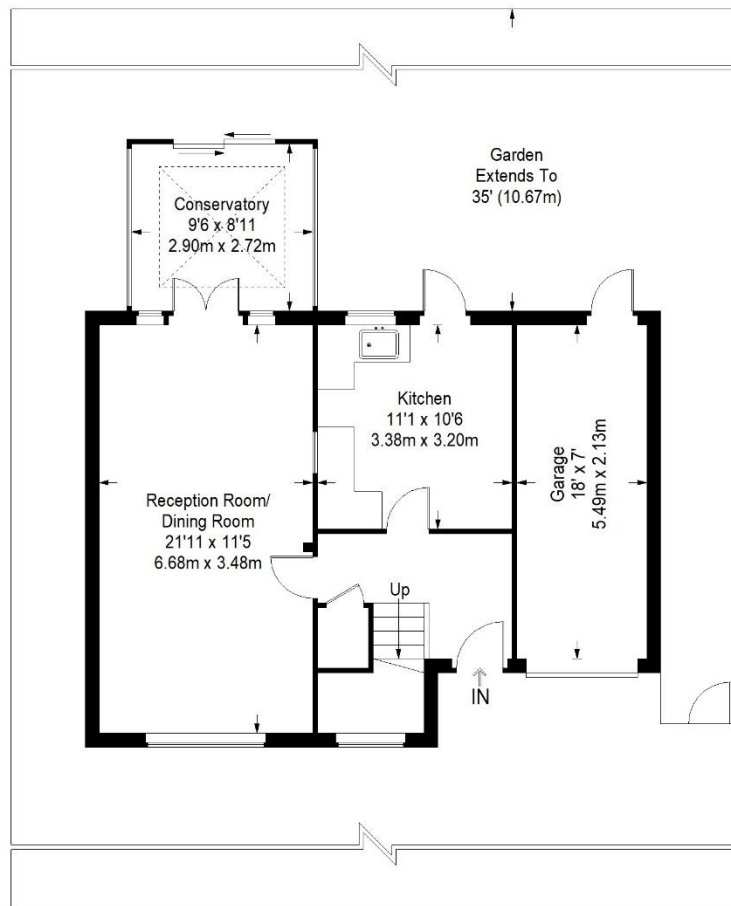 Garden
Extends To
35' (10.67m)
Conservatory
9'6 x 8'11
2.90m x 2.72m
Kitchen
11'1 x 10'6
3.38m x 3.20m
Garage
18' x 7'
5.49m x 2.13m
Reception Room/
Dining Room
21'11 x 11'5
6.68m x 3.48m
Up
IN